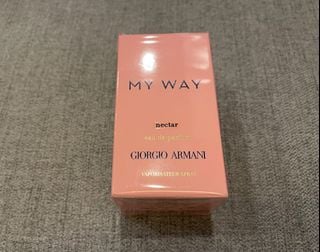 MY WAY
nectar
eau de parfum
GIORGIO ARMANI
VAPORISATEUR SPRAY